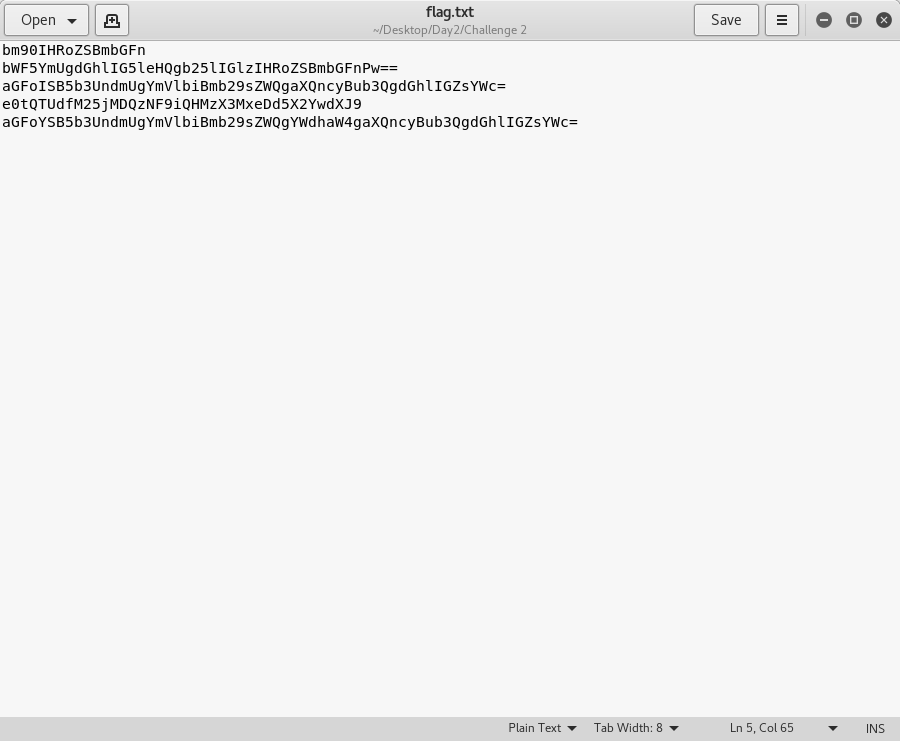 Open
flag.txt
~/Desktop/Day2/Challenge 2
Save
bm90IHRoZSBmbGFn
bWF5YmUgdGhlIG5leHQgb25lIGlzIHRoZSBmbGFnPw==
aGFoISB5b3UndmUgYmVlbiBmb29sZWQgaXQncyBub3QgdGhlIGZsYWc=
e0tQTUdfM25jMDQzNF9iQHMzX3MxeDd5X2YwdXJ9
aGFoYSB5b3UndmUgYmVlbiBmb29sZWQgYWdhaW4gaXQncyBub3QgdGhlIGZsYWc=
Plain Text
Tab Width: 8
Ln 5, Col 65
INS